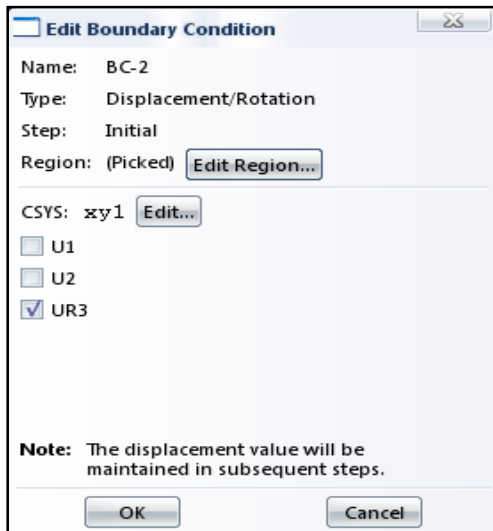 Edit Boundary Condition
Name: BC-2
Type: Displacement/Rotation
Step: Initial
Region: (Picked) Edit Region...
CSYS: xy1 Edit...
U1
U2
UR3
Note: The displacement value will be
maintained in subsequent steps.
OK Cancel